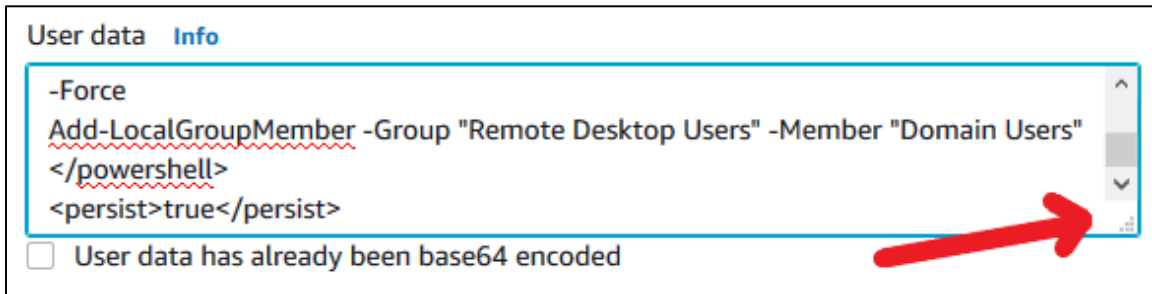 User data Info
-Force
Add-LocalGroupMember -Group "Remote Desktop Users" -Member "Domain Users"
</powershell>
<persist>true</persist>
User data has already been base64 encoded